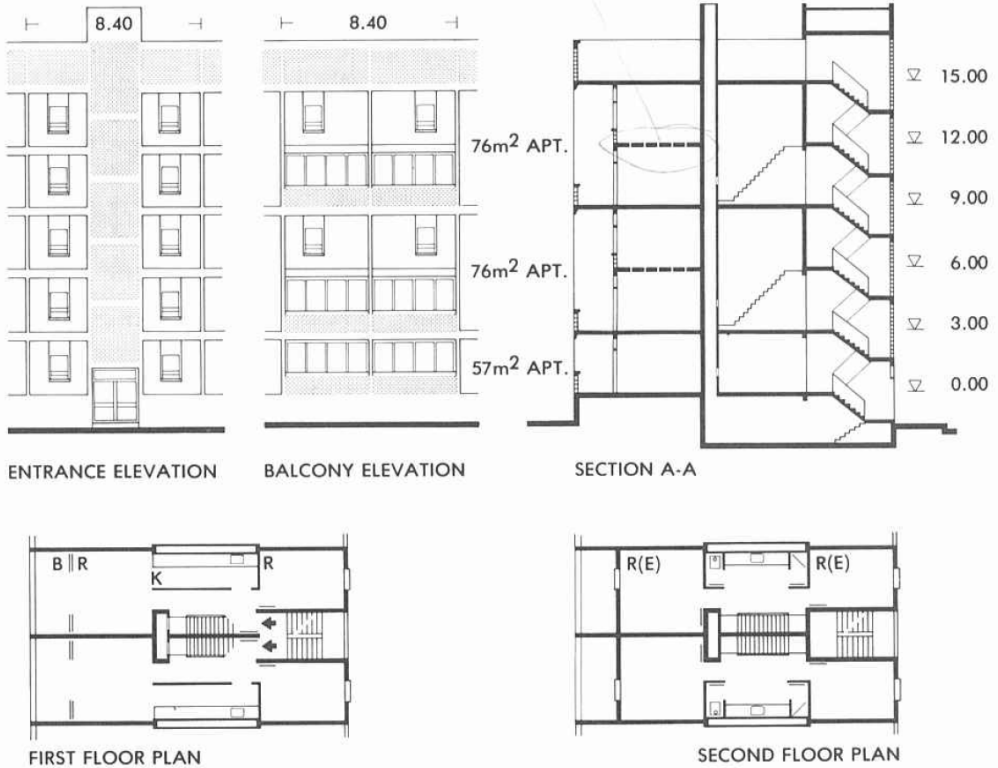 8.40
8.40
15.00
12.00
76m² APT.
9.00
76m² APT.
6.00
3.00
57m² APT.
0.00
ENTRANCE ELEVATION
BALCONY ELEVATION
SECTION A-A
B R
K
R
R(E)
R(E)
FIRST FLOOR PLAN
SECOND FLOOR PLAN